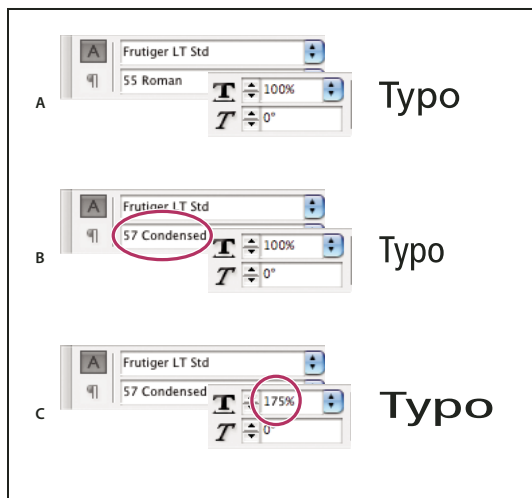 A
Frutiger LT Std
¶
55 Roman
T
100%
T
0°
A
Typo
A
Frutiger LT Std
¶
57 Condensed
T
100%
T
0°
B
Typo
A
Frutiger LT Std
¶
57 Condensed
T
175%
T
0°
C
Typo